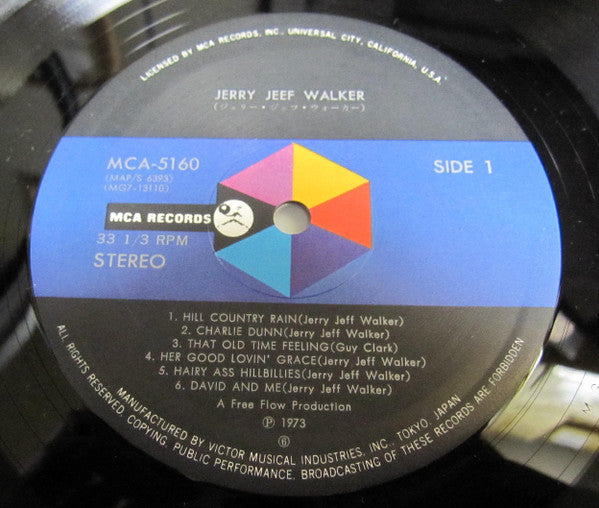 LICENSED BY MCA RECORDS, INC., UNIVERSAL CITY, CALIFORNIA, U.S.A.
JERRY JEEF WALKER
(ジェリー・ジェフ・ウォーカー)
MCA-5160
SIDE 1
(MAP/S 6393)
(MG7-13110)
MCA RECORDS
33 1/3 RPM
STEREO
1. HILL COUNTRY RAIN(Jerry Jeff Walker)
2. CHARLIE DUNN(Jerry Jeff Walker)
3. THAT OLD TIME FEELING(Guy Clark)
4. HER GOOD LOVIN' GRACE(Jerry Jeff Walker)
5. HAIRY ASS HILLBILLIES(Jerry Jeff Walker)
6. DAVID AND ME(Jerry Jeff Walker)
A Free Flow Production
Ⓟ 1973
⑥
MANUFACTURED BY VICTOR MUSICAL INDUSTRIES, INC., TOKYO, JAPAN
ALL RIGHTS RESERVED. COPYING, PUBLIC PERFORMANCE, BROADCASTING OF THESE RECORDS ARE FORBIDDEN